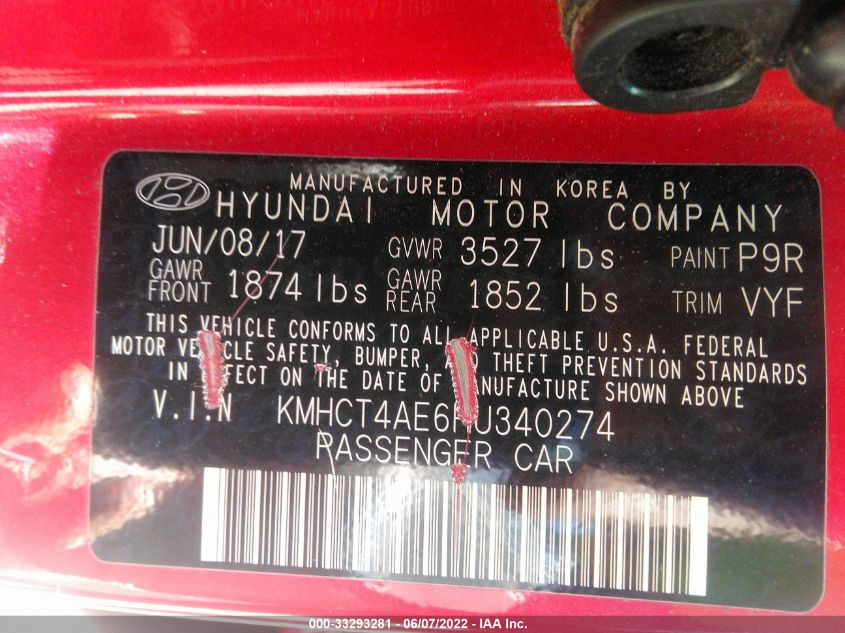 MANUFACTURED IN KOREA BY
HYUNDAI MOTOR COMPANY
JUN/08/17 GVWR 3527 lbs PAINT P9R
GAWR FRONT 1874 lbs GAWR REAR 1852 lbs TRIM VYF
THIS VEHICLE CONFORMS TO ALL APPLICABLE U.S.A. FEDERAL
MOTOR VEHICLE SAFETY, BUMPER, AND THEFT PREVENTION STANDARDS
IN EFFECT ON THE DATE OF MANUFACTURE SHOWN ABOVE
V.I.N
PASSENGER CAR
000-33293281 - 06/07/2022 - IAA Inc.